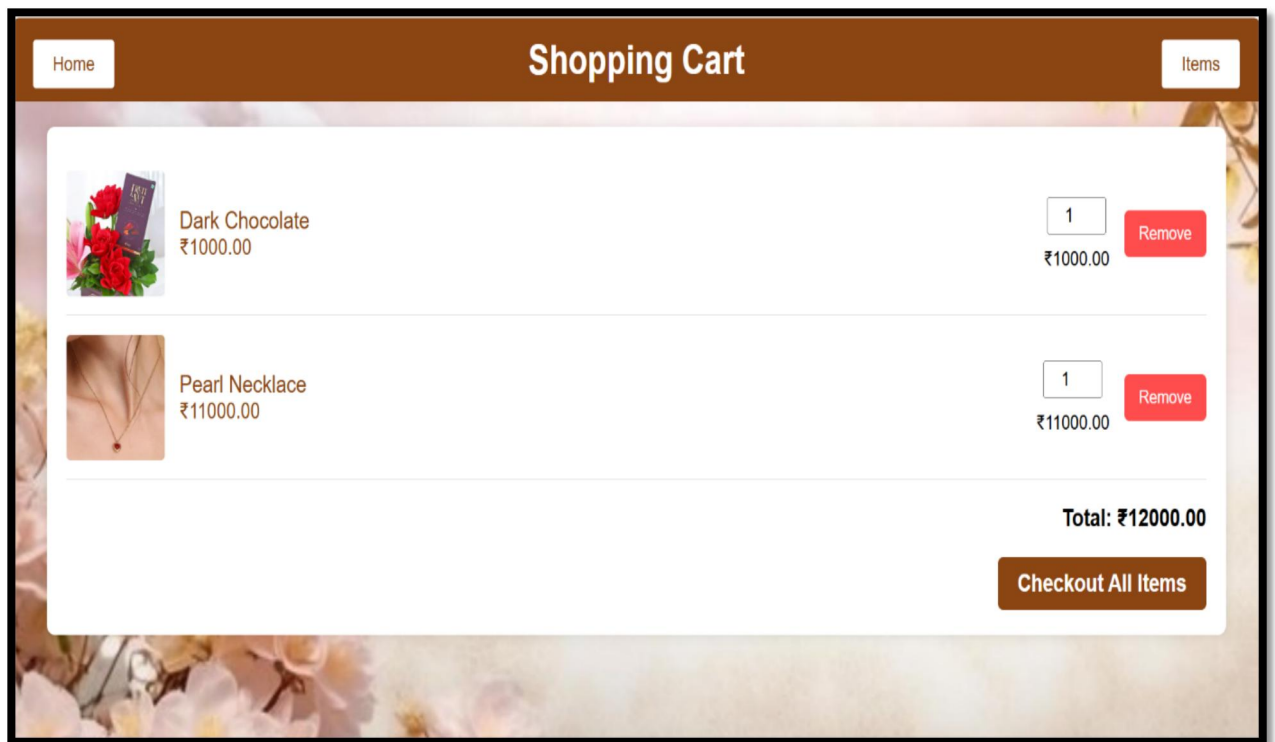 Home
Shopping Cart
Items
Dark Chocolate
₹1000.00
1
₹1000.00
Remove
Pearl Necklace
₹11000.00
1
₹11000.00
Remove
Total: ₹12000.00
Checkout All Items